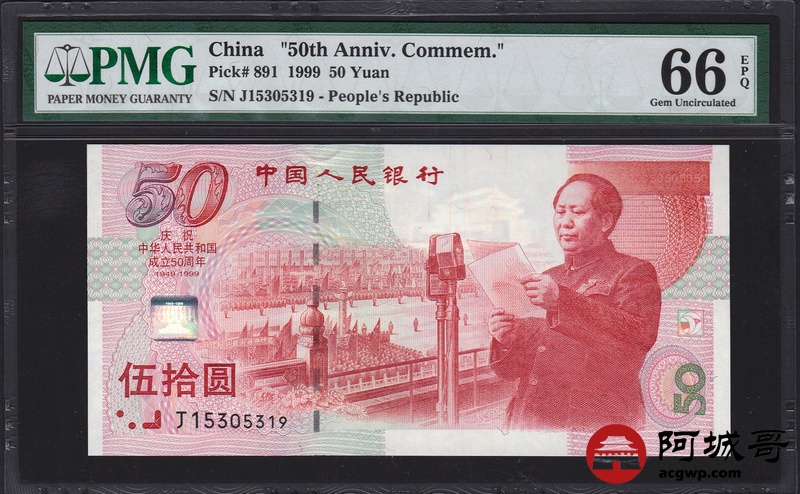 PMG
PAPER MONEY GUARANTY
China "50th Anniv. Commem."
Pick# 891 1999 50 Yuan
S/N J15305319 - People's Republic
66
EPQ
Gem Uncirculated
50
中国人民银行
庆祝
中华人民共和国
成立50周年
1949-1999
伍拾圆
J15305319
50
阿城哥
acgwp.com